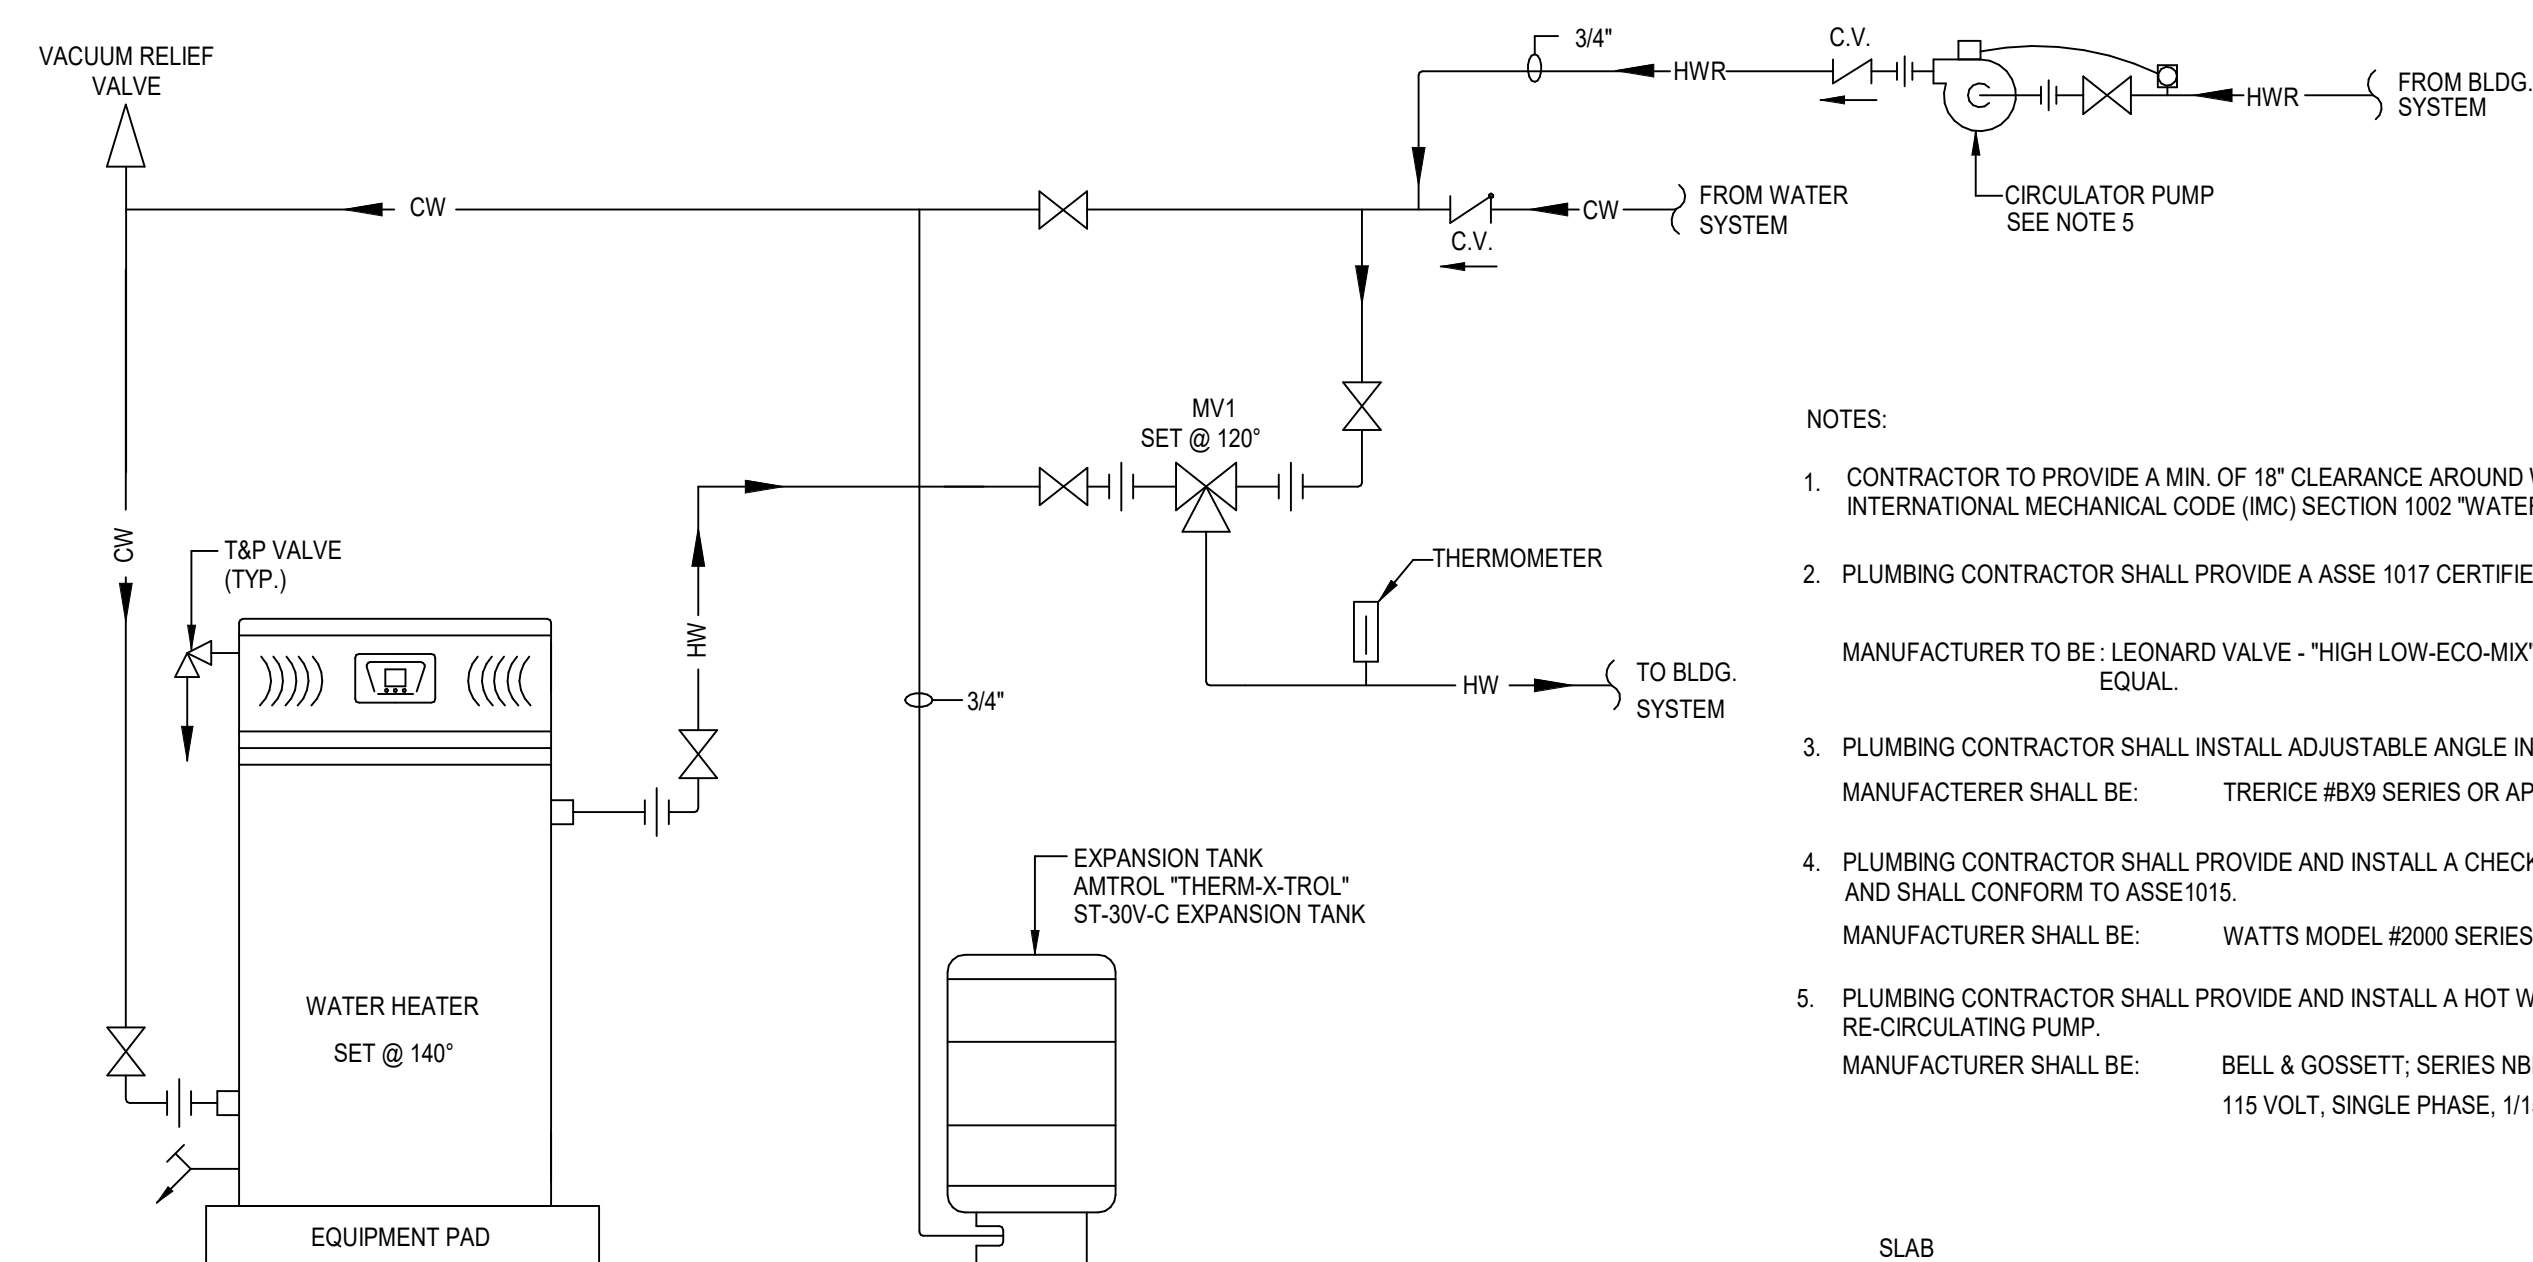 VACUUM RELIEF
VALVE
3/4"
C.V.
HWR
HWR
FROM BLDG.
SYSTEM
CW
CW
FROM WATER
SYSTEM
C.V.
CIRCULATOR PUMP
SEE NOTE 5
MV1
SET @ 120°
CW
T&P VALVE
(TYP.)
HW
THERMOMETER
HW
TO BLDG.
SYSTEM
3/4"
EXPANSION TANK
AMTROL "THERM-X-TROL"
ST-30V-C EXPANSION TANK
WATER HEATER
SET @ 140°
EQUIPMENT PAD
NOTES:
1. CONTRACTOR TO PROVIDE A MIN. OF 18" CLEARANCE AROUND
INTERNATIONAL MECHANICAL CODE (IMC) SECTION 1002 "WATER
2. PLUMBING CONTRACTOR SHALL PROVIDE A ASSE 1017 CERTIFIE
MANUFACTURER TO BE : LEONARD VALVE - "HIGH LOW-ECO-MIX"
EQUAL.
3. PLUMBING CONTRACTOR SHALL INSTALL ADJUSTABLE ANGLE IN
MANUFACTERER SHALL BE: TRERICE #BX9 SERIES OR AP
4. PLUMBING CONTRACTOR SHALL PROVIDE AND INSTALL A CHECK
AND SHALL CONFORM TO ASSE1015.
MANUFACTURER SHALL BE: WATTS MODEL #2000 SERIES
5. PLUMBING CONTRACTOR SHALL PROVIDE AND INSTALL A HOT W
RE-CIRCULATING PUMP.
MANUFACTURER SHALL BE: BELL & GOSSETT; SERIES NB
115 VOLT, SINGLE PHASE, 1/1
SLAB